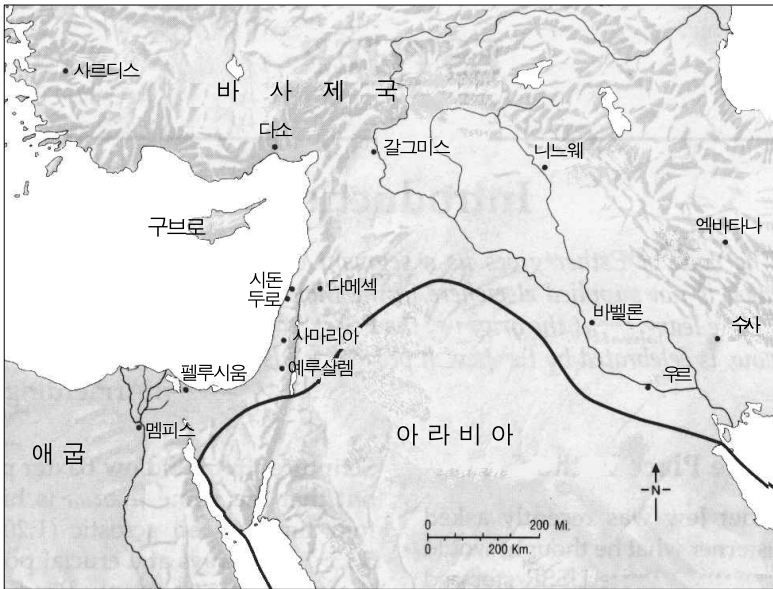 사르디스
바 사 제 국
다소
갈그미스
니느웨
구브로
엑바타나
시돈
두로
다메섹
바벨론
수사
사마리아
예루살렘
펠루시움
우르
멤피스
아 라 비 아
애 굽
N
0 200 Mi.
0 200 Km.